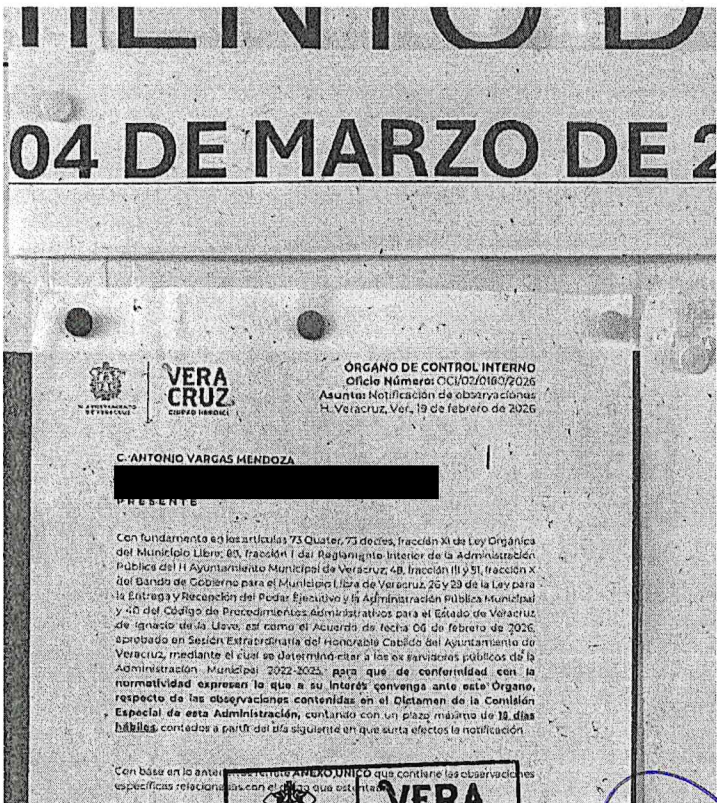 04 DE MARZO DE 2
H. AYUNTAMIENTO
DE VERACRUZ
VERA
CRUZ
CIUDAD HEROICA
ÓRGANO DE CONTROL INTERNO
Oficio Número: OCI/02/0180/2026
Asunto: Notificación de observaciones
H. Veracruz, Ver., 19 de febrero de 2026
C. ANTONIO VARGAS MENDOZA
PRESENTE
Con fundamento en los artículos 73 Quater, 73 decies, fracción XI de Ley Orgánica
del Municipio Libre; 80, fracción I del Reglamento Interior de la Administración
Pública del H Ayuntamiento Municipal de Veracruz; 48, fracción III y 51, fracción X
del Bando de Gobierno para el Municipio Libre de Veracruz, 26 y 29 de la Ley para
la Entrega y Recepción del Poder Ejecutivo y la Administración Pública Municipal
y 40 del Código de Procedimientos Administrativos para el Estado de Veracruz
de Ignacio de la Llave, así como el Acuerdo de fecha 06 de febrero de 2026,
aprobado en Sesión Extraordinaria del Honorable Cabildo del Ayuntamiento de
Veracruz, mediante el cual se determinó citar a los ex servidores públicos de la
Administración Municipal 2022-2025, para que de conformidad con la
normatividad expresen lo que a su interés convenga ante este Órgano,
respecto de las observaciones contenidas en el Dictamen de la Comisión
Especial de esta Administración, contando con un plazo máximo de 10 días
hábiles, contados a partir del día siguiente en que surta efectos la notificación.
Con base en lo ANEXO ÚNICO que contiene las observaciones
específicas con el que
VERA